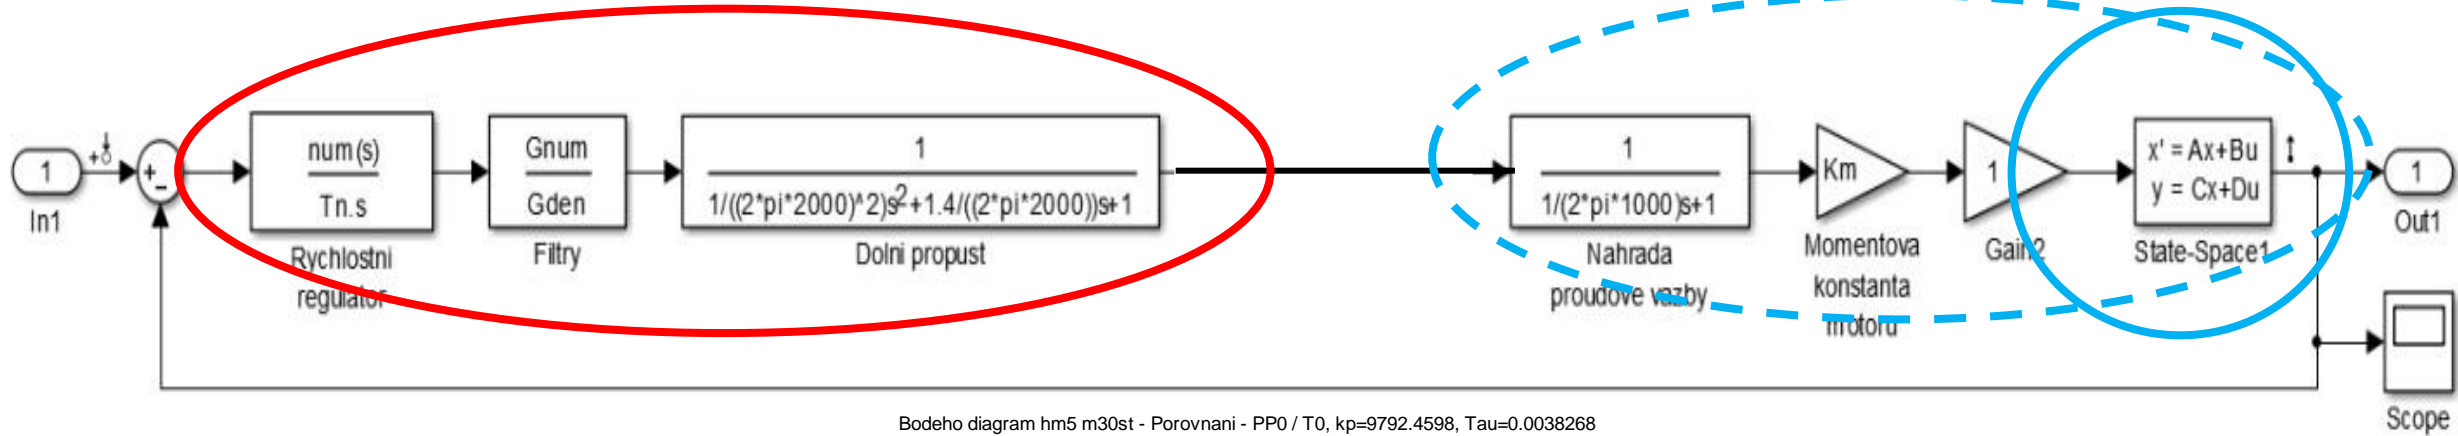 1
In1
+
-
num(s)
Tn.s
Rychlostni
regulator
Gnum
Gden
Filtry
1
1/((2*pi*2000)^2)s2+1.4/((2*pi*2000))s+1
Dolni propust
1
1/(2*pi*1000)s+1
Nahrada
proudove vazby
Km
Momentova
konstanta
motoru
1
Gain2
x' = Ax+Bu
y = Cx+Du
State-Space1
1
Out1
Scope
Bodeho diagram hm5 m30st - Porovnani - PP0 / T0, kp=9792.4598, Tau=0.0038268